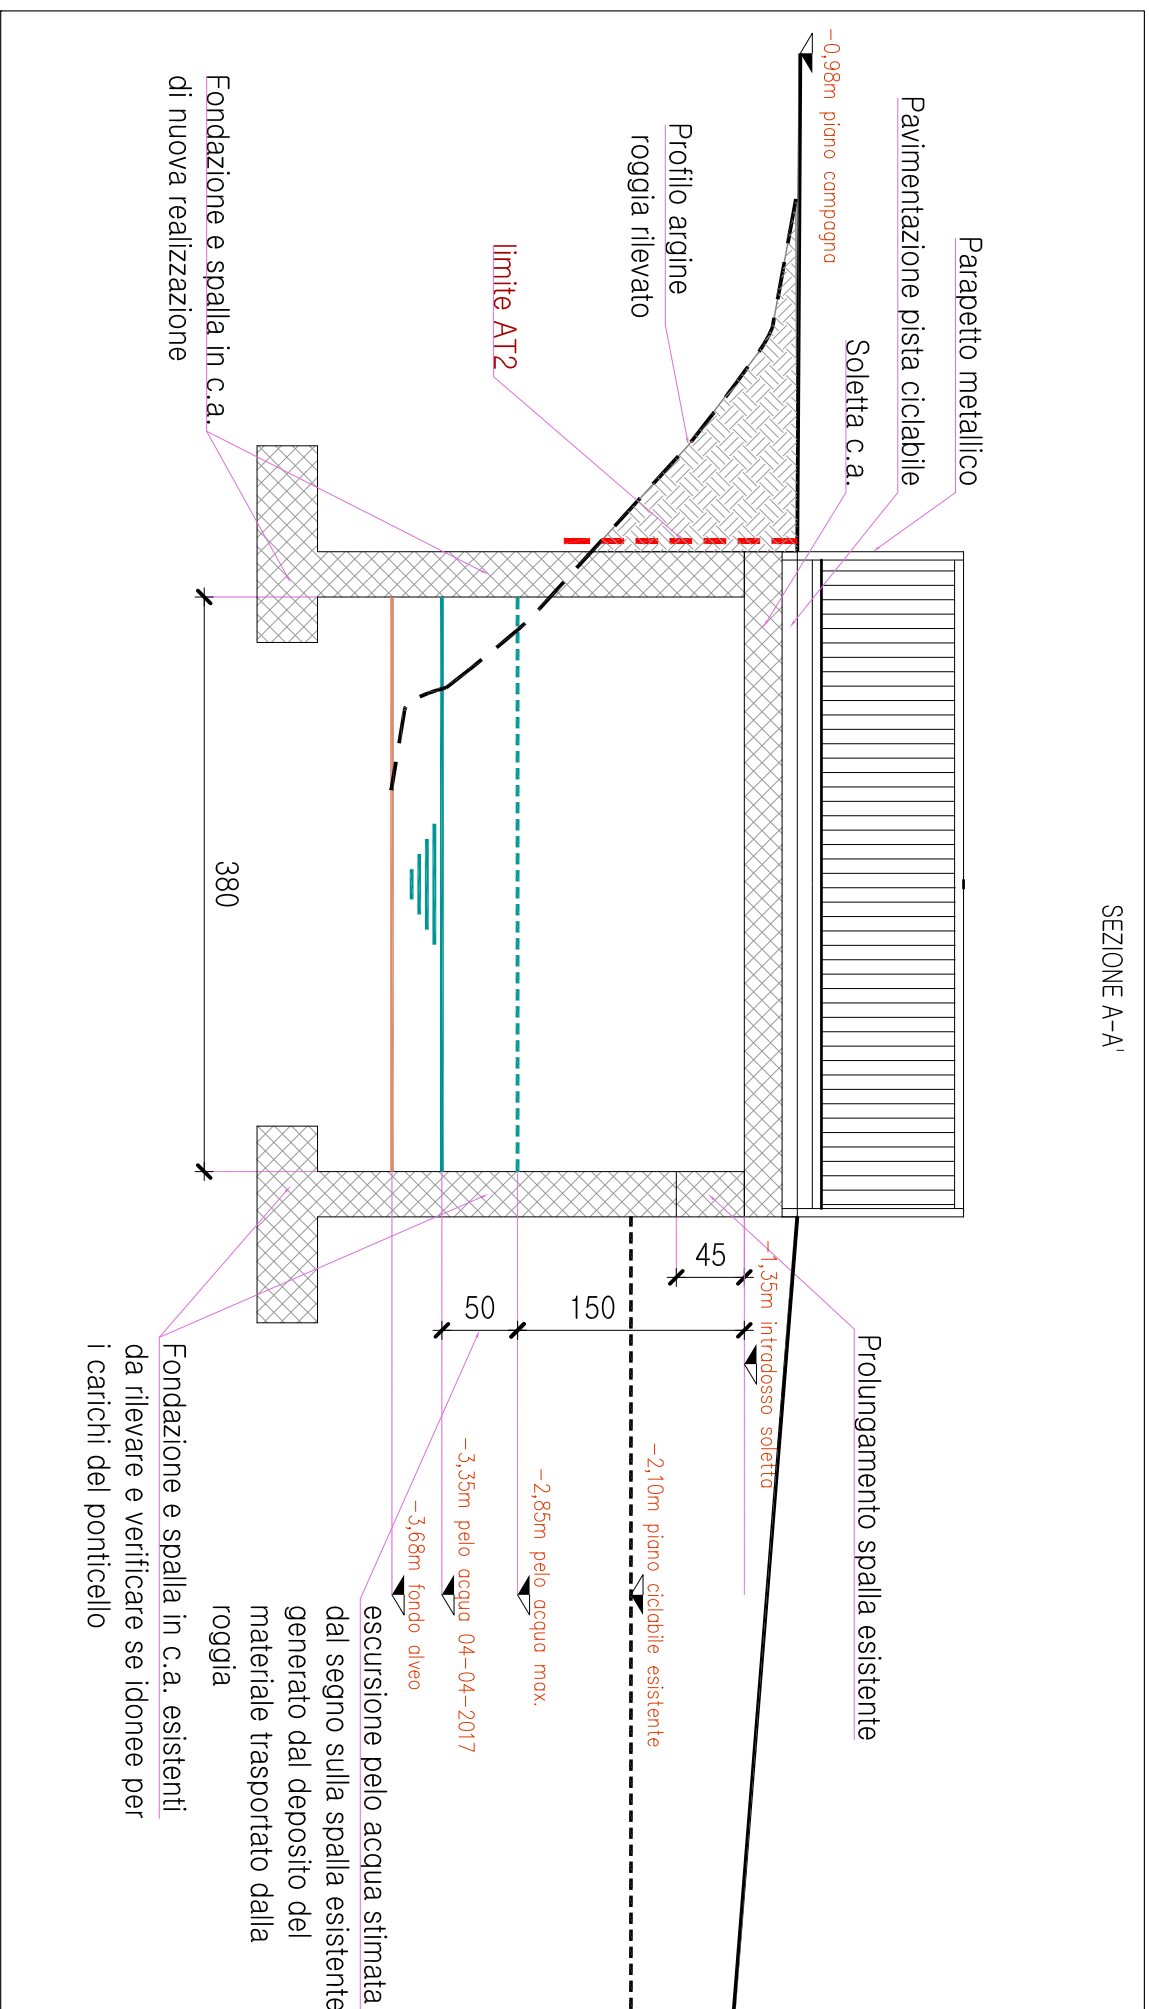 SEZIONE A-A'
Parapetto metallico
Pavimentazione pista ciclabile
Soletta c.a.
-0,98m piano campagna
Profilo argine
roggia rilevato
limite AT2
Fondazione e spalla in c.a.
di nuova realizzazione
380
45
50
150
Prolungamento spalla esistente
-1,35m intradosso soletta
-2,10m piano ciclabile esistente
-2,85m pelo acqua max.
-3,35m pelo acqua 04-04-2017
-3,68m fondo alveo
escursione pelo acqua stimata
dal segno sulla spalla esistente
generato dal deposito del
materiale trasportato dalla
roggia
Fondazione e spalla in c.a. esistenti
da rilevare e verificare se idonee per
i carichi del ponticello